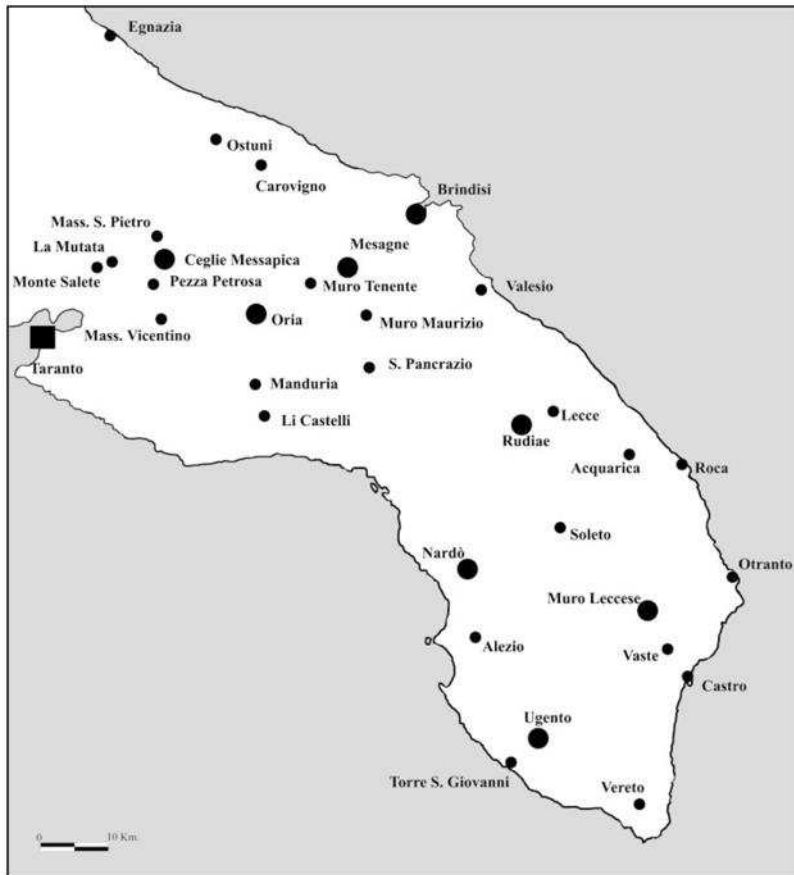 Egnazia
Ostuni
Carovigno
Brindisi
Mass. S. Pietro
La Mutata
Ceglie Messapica
Mesagne
Monte Salete
Pezza Petrosa
Muro Tenente
Valesio
Mass. Vicentino
Oria
Muro Maurizio
Taranto
S. Pancrazio
Manduria
Li Castelli
Lecce
Rudiae
Acquarica
Roca
Soleto
Nardò
Otranto
Muro Leccese
Alezio
Vaste
Castro
Ugento
Torre S. Giovanni
Vereto
0 10 Km.